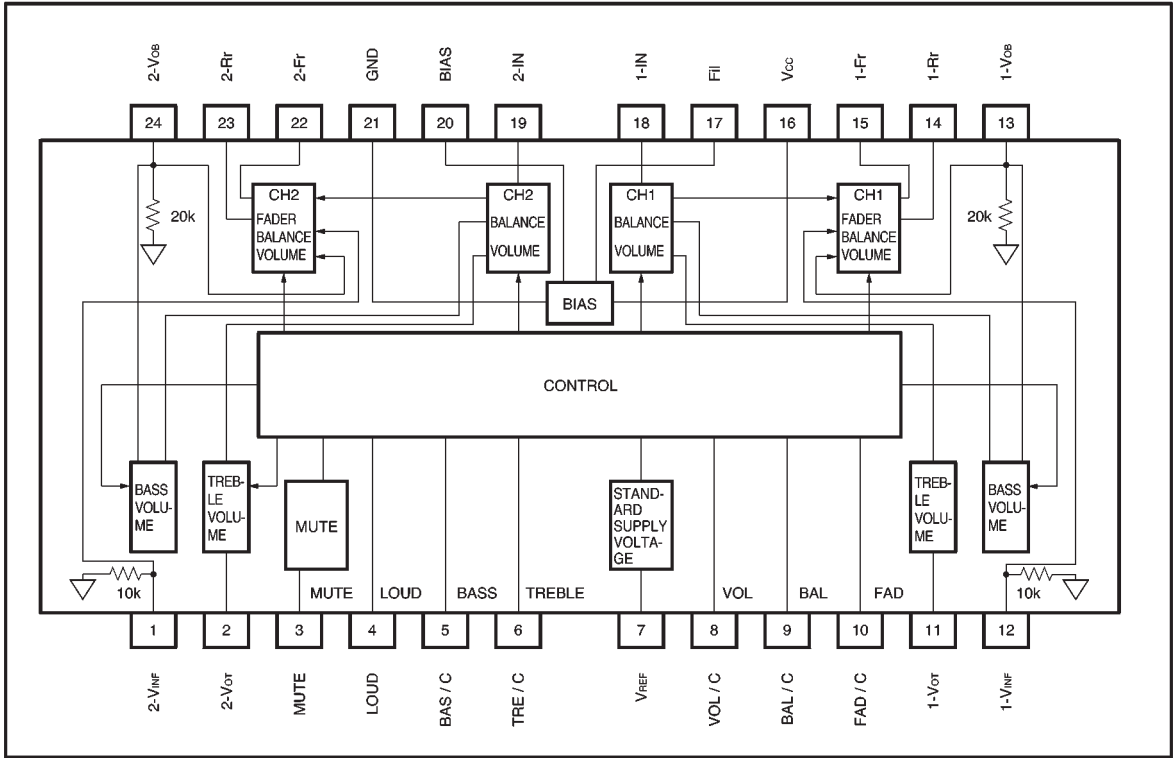 2-VOB
2-Rr
2-Fr
GND
BIAS
2-IN
1-IN
Fil
VCC
1-Fr
1-Rr
1-VOB
24
23
22
21
20
19
18
17
16
15
14
13
20k
CH2
FADER
BALANCE
VOLUME
CH2
BALANCE
VOLUME
CH1
BALANCE
VOLUME
CH1
FADER
BALANCE
VOLUME
20k
BIAS
CONTROL
BASS
VOLU-
ME
TREB-
LE
VOLU-
ME
MUTE
STAND-
ARD
SUPPLY
VOLTA-
GE
TREB-
LE
VOLU-
ME
BASS
VOLU-
ME
10k
MUTE
LOUD
BASS
TREBLE
VOL
BAL
FAD
10k
1
2
3
4
5
6
7
8
9
10
11
12
2-VINF
2-VOT
MUTE
LOUD
BAS / C
TRE / C
VREF
VOL / C
BAL / C
FAD / C
1-VOT
1-VINF